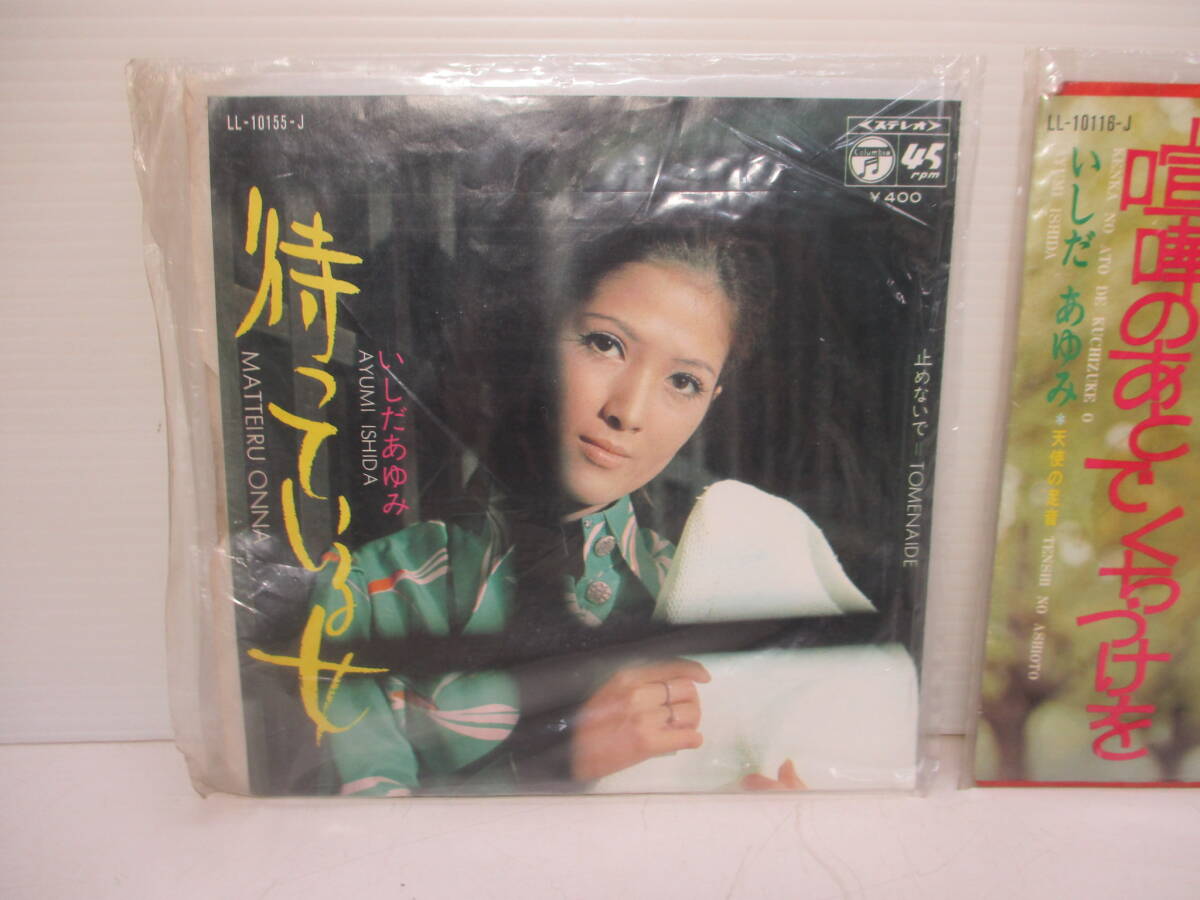 LL-10155-J
<ステレオ>
Columbia
45
rpm
¥400
待っている女
MATTEIRU ONNA
いしだあゆみ
AYUMI ISHIDA
止めないで=TOMENAIDE
LL-10116-J
喧嘩のあとでくちづけを
KENKA NO ATO DE KUCHIZUKE O
いしだ あゆみ
AYUMI ISHIDA
*天使の足音 TENSHI NO ASHIOTO